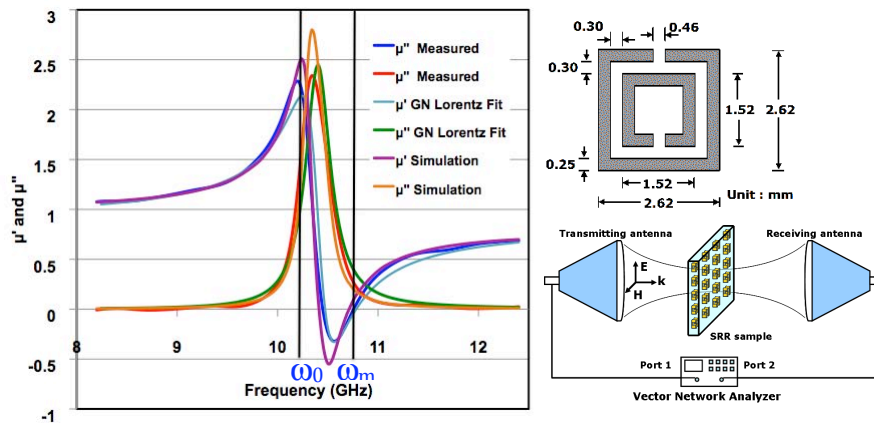 3
2.5
2
1.5
1
0.5
0
-0.5
-1
μ' and μ"
μ" Measured
μ" Measured
μ' GN Lorentz Fit
μ" GN Lorentz Fit
μ' Simulation
μ" Simulation
8 9 10 11 12
ω0 ωm
Frequency (GHz)
0.30 0.46
0.30
1.52 2.62
0.25
1.52
2.62
Unit : mm
Transmitting antenna Receiving antenna
E
k
H
SRR sample
Port 1 Port 2
Vector Network Analyzer